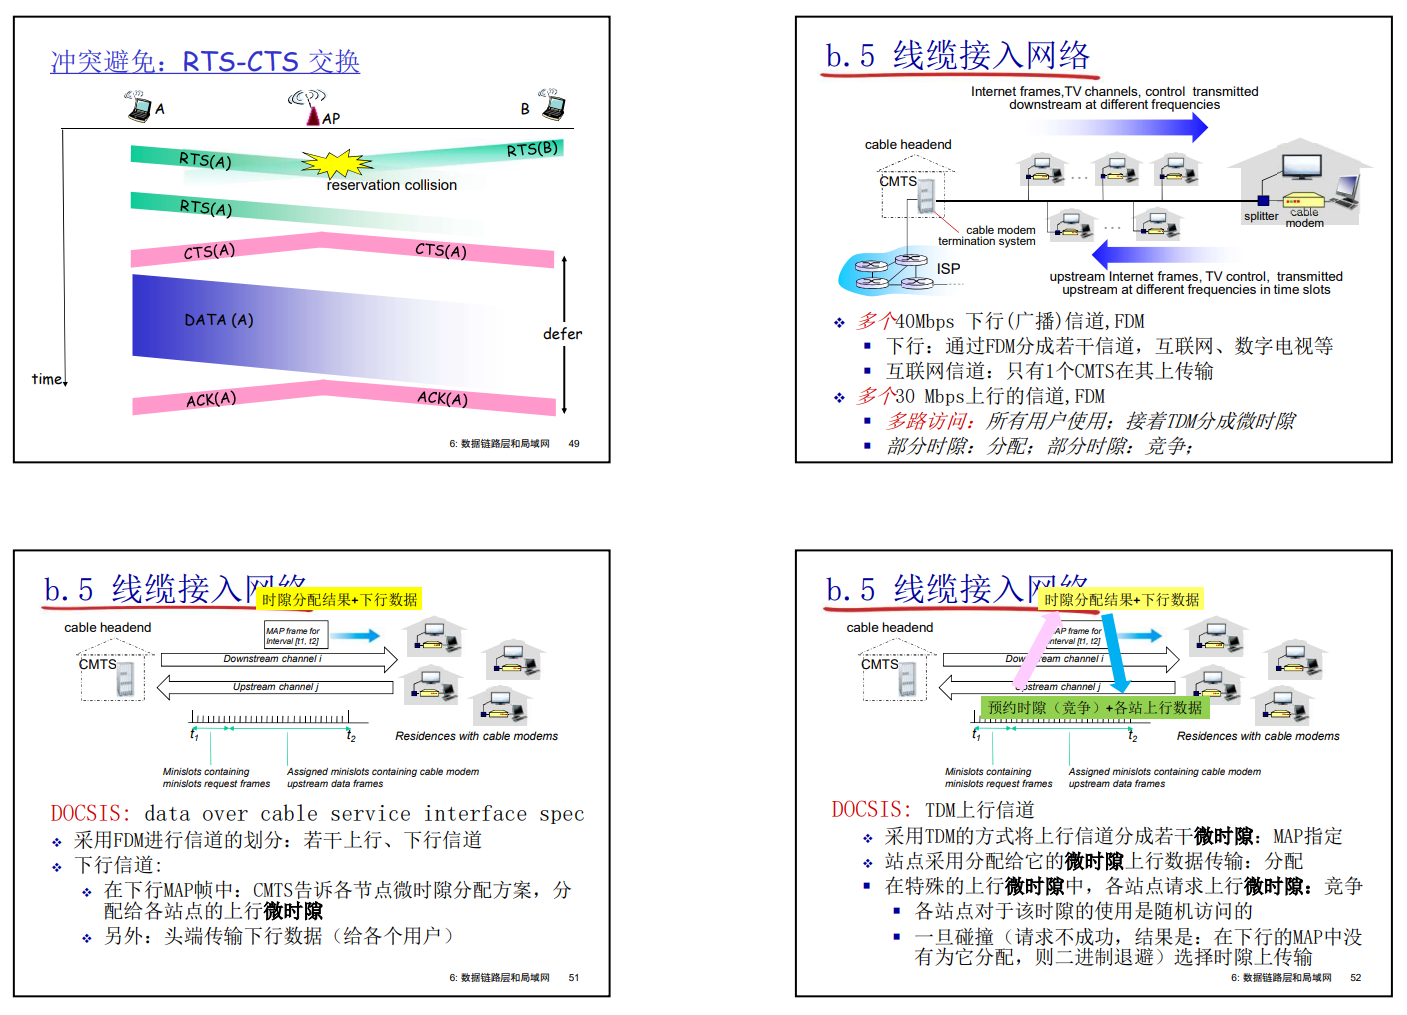 冲突避免：RTS-CTS 交换
A
AP
B
RTS(A)
RTS(B)
reservation collision
RTS(A)
CTS(A)
CTS(A)
DATA (A)
defer
time
ACK(A)
ACK(A)
6: 数据链路层和局域网 49
b.5 线缆接入网络
Internet frames,TV channels, control transmitted
downstream at different frequencies
cable headend
CMTS
...
splitter
cable
modem
cable modem
termination system
...
ISP
upstream Internet frames, TV control, transmitted
upstream at different frequencies in time slots
多个40Mbps 下行(广播)信道,FDM
下行：通过FDM分成若干信道，互联网、数字电视等
互联网信道：只有1个CMTS在其上传输
多个30 Mbps上行的信道,FDM
多路访问：所有用户使用；接着TDM分成微时隙
部分时隙：分配；部分时隙：竞争；
b.5 线缆接入网络
时隙分配结果+下行数据
cable headend
MAP frame for
Interval [t1, t2]
CMTS
Downstream channel i
Upstream channel j
t1
t2
Residences with cable modems
Minislots containing
minislots request frames
Assigned minislots containing cable modem
upstream data frames
DOCSIS: data over cable service interface spec
采用FDM进行信道的划分：若干上行、下行信道
下行信道:
在下行MAP帧中：CMTS告诉各节点微时隙分配方案，分
配给各站点的上行微时隙
另外：头端传输下行数据（给各个用户）
6: 数据链路层和局域网 51
b.5 线缆接入网络
时隙分配结果+下行数据
cable headend
MAP frame for
Interval [t1, t2]
CMTS
Downstream channel i
Upstream channel j
预约时隙（竞争）+各站上行数据
t1
t2
Residences with cable modems
Minislots containing
minislots request frames
Assigned minislots containing cable modem
upstream data frames
DOCSIS: TDM上行信道
采用TDM的方式将上行信道分成若干微时隙：MAP指定
站点采用分配给它的微时隙上行数据传输：分配
在特殊的上行微时隙中，各站点请求上行微时隙：竞争
各站点对于该时隙的使用是随机访问的
一旦碰撞（请求不成功，结果是：在下行的MAP中没
有为它分配，则二进制退避）选择时隙上传输
6: 数据链路层和局域网 52